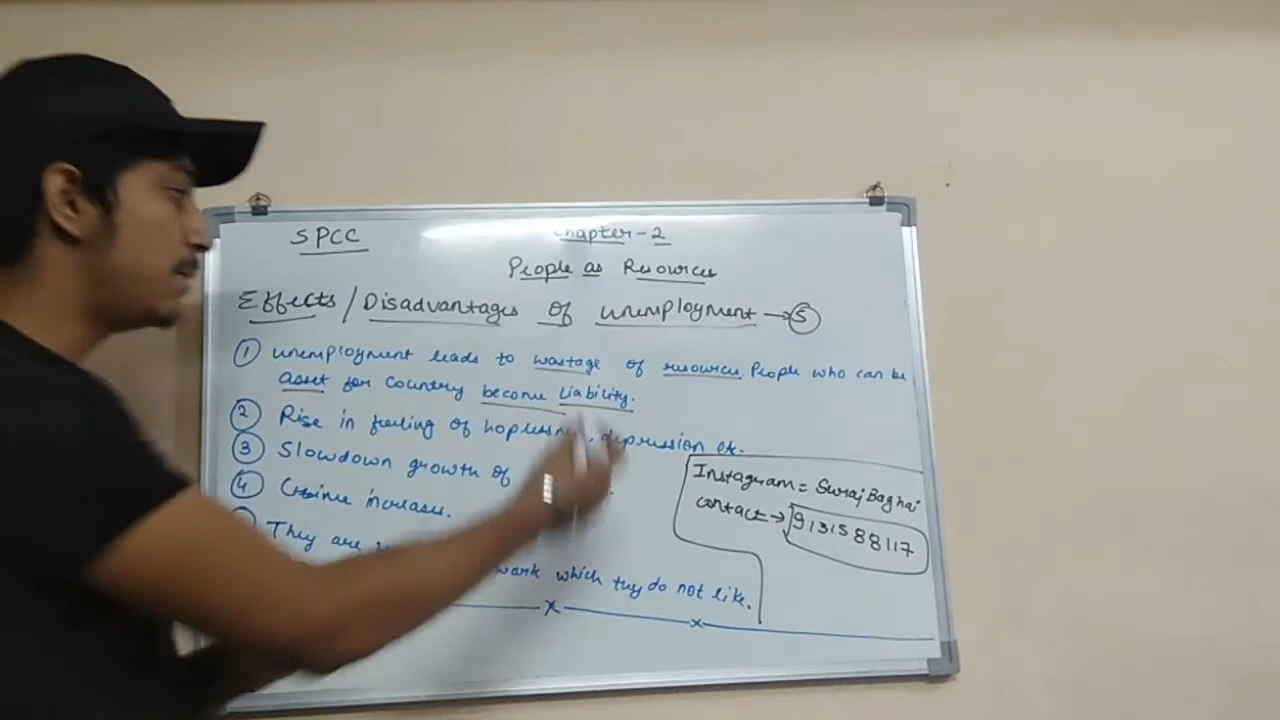 SPCC
Chapter-2
People as Resources
Effects/Disadvantages of unemployment → 5
① unemployment leads to wastage of resources. People who can be
asset for Country become Liability.
② Rise in feeling of depression etc.
③ Slowdown growth of
④ Crime increases.
They are
work which they do not like.
Instagram = Suraj Baghai
contact → 9131588117